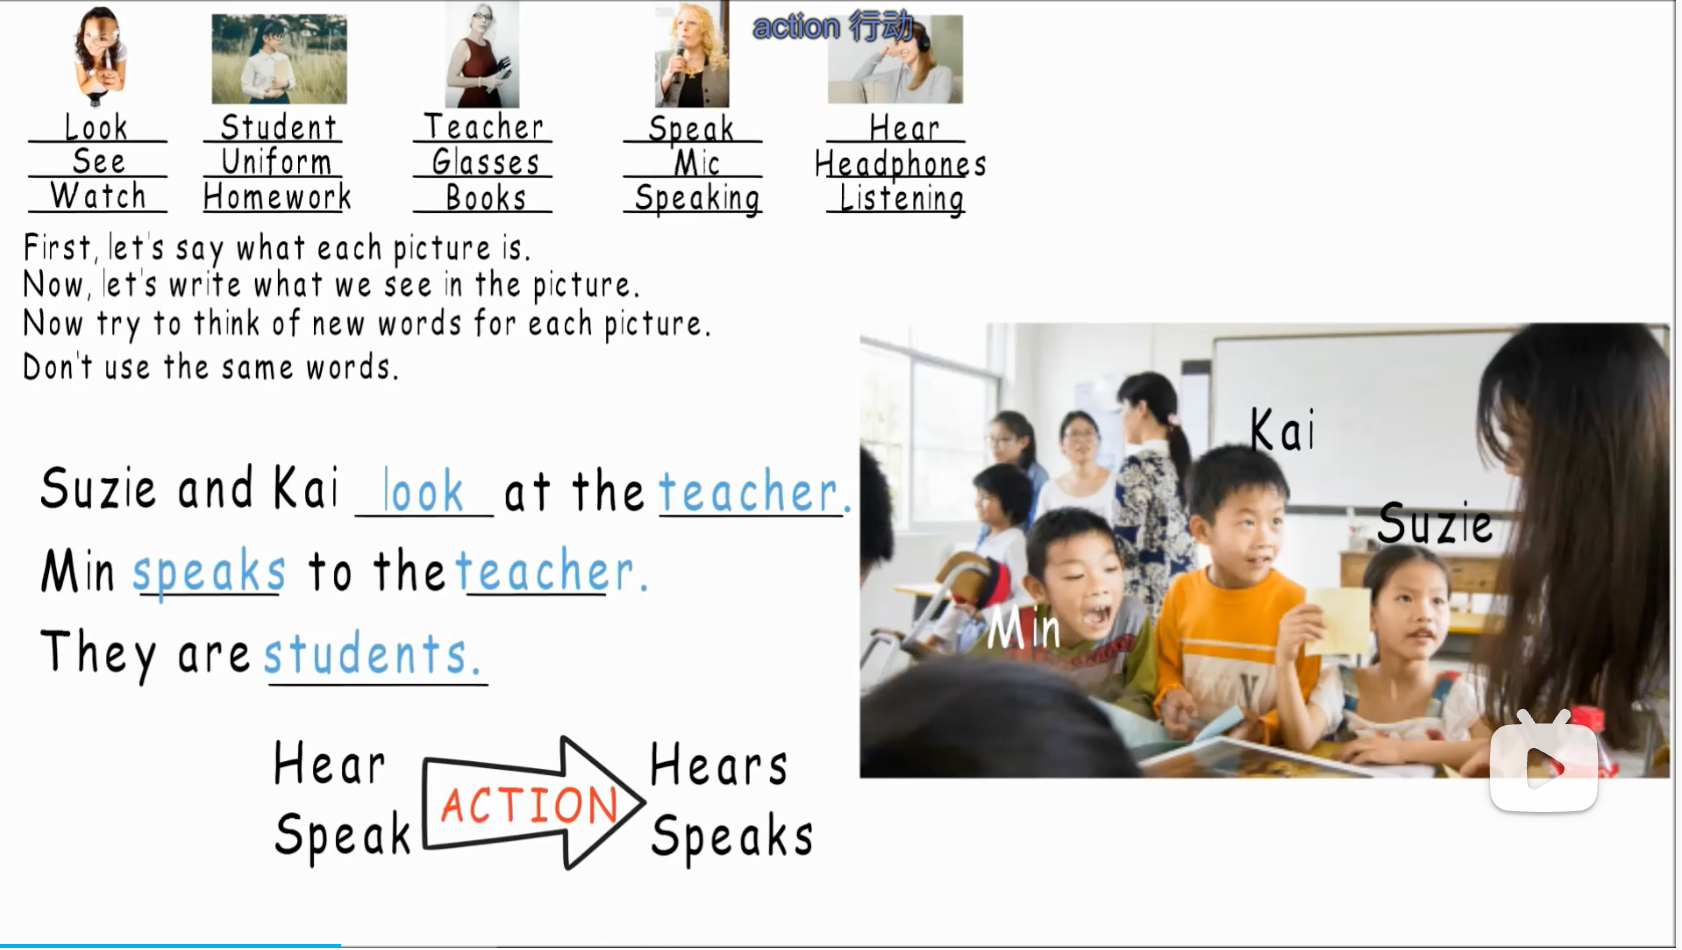 action 行动
Look Student Teacher Speak Hear
See Uniform Glasses Mic Headphones
Watch Homework Books Speaking Listening
First, let's say what each picture is.
Now, let's write what we see in the picture.
Now try to think of new words for each picture.
Don't use the same words.
Suzie and Kai look at the teacher.
Min speaks to the teacher.
They are students.
Kai
Suzie
Min
Hear
Speak
ACTION
Hears
Speaks